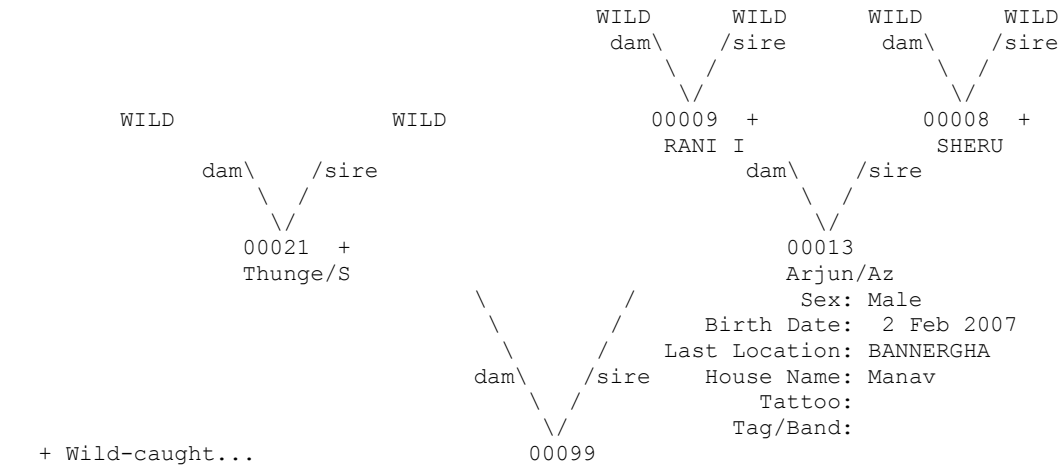 WILD WILD WILD WILD
dam\ /sire dam\ /sire
\ / \ /
\/ \/
WILD WILD 00009 + 00008 +
RANI I SHERU
dam\ /sire dam\ /sire
\ / \ /
\/ \/
00021 + 00013
Thunge/S Arjun/Az
\ / Sex: Male
\ / Birth Date: 2 Feb 2007
\ / Last Location: BANNERGHA
dam\ /sire House Name: Manav
\ / Tattoo:
\/ Tag/Band:
+ Wild-caught... 00099